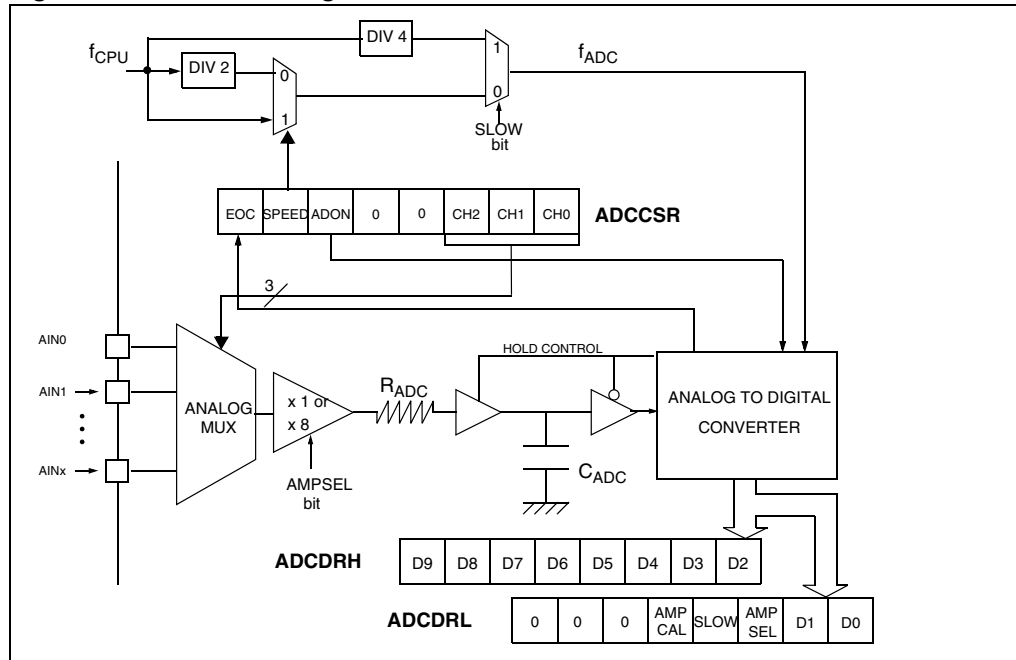 DIV 4
fCPU
DIV 2
0
1
1
0
fADC
SLOW
bit
EOC SPEED ADON 0 0 CH2 CH1 CH0 ADCCSR
3
AIN0
AIN1
AINx
ANALOG
MUX
x 1 or
x 8
AMPSEL
bit
RADC
HOLD CONTROL
CADC
ANALOG TO DIGITAL
CONVERTER
ADCDRH D9 D8 D7 D6 D5 D4 D3 D2
ADCDRL 0 0 0 AMP CAL SLOW AMP SEL D1 D0